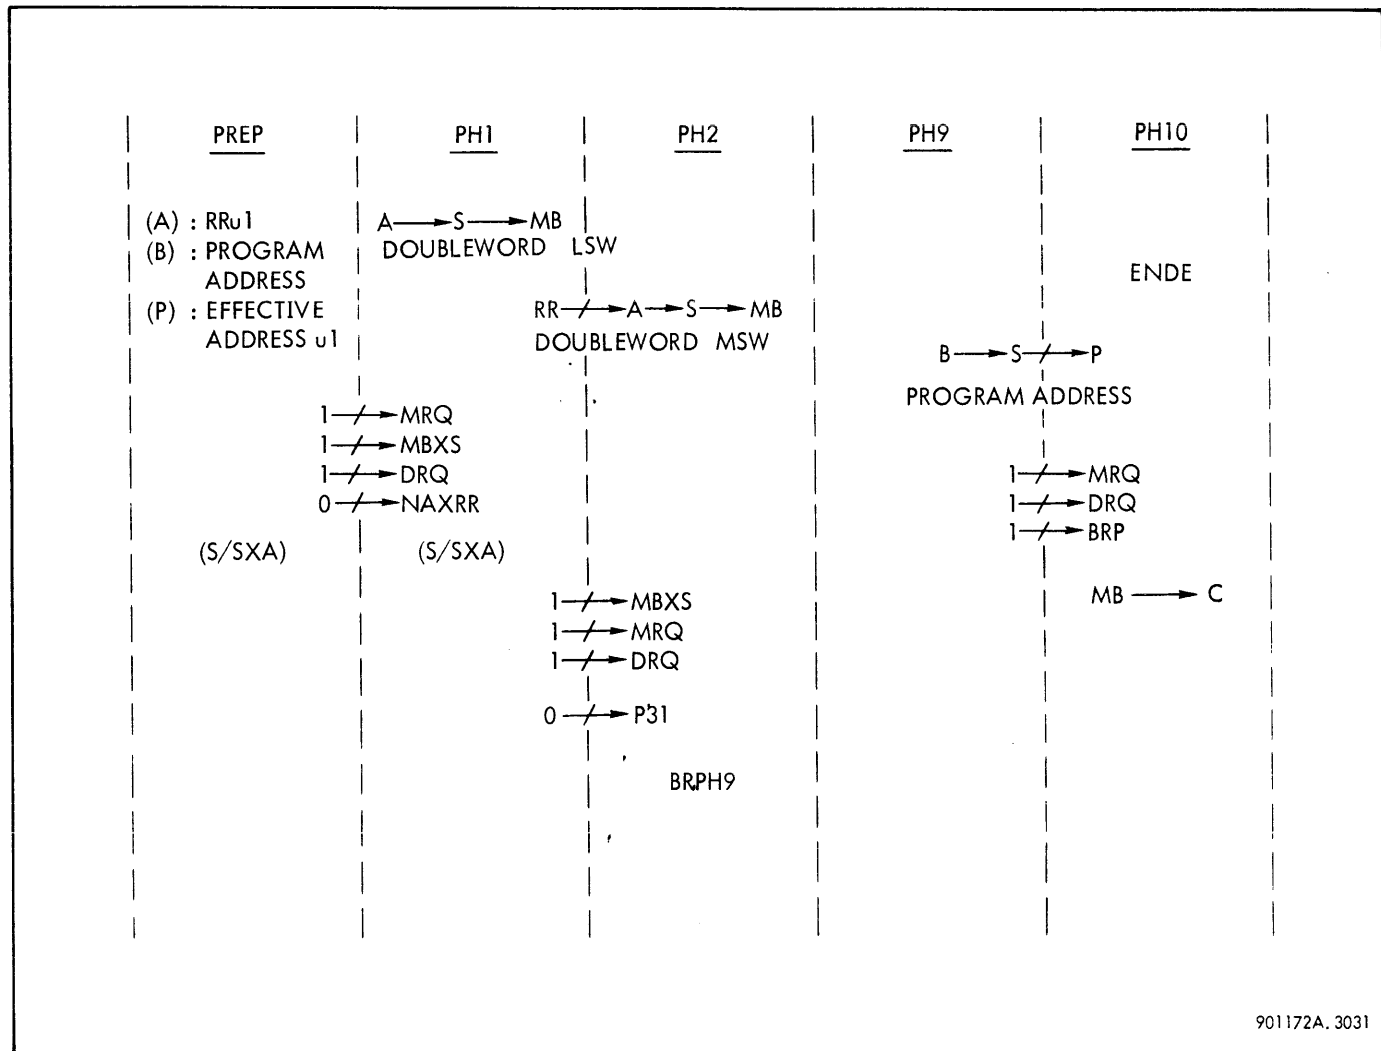 PREP PH1 PH2 PH9 PH10
(A) : RRu1
(B) : PROGRAM
ADDRESS
(P) : EFFECTIVE
ADDRESS u1
A → S → MB
DOUBLEWORD LSW
RR → A → S → MB
DOUBLEWORD MSW
ENDE
B → S → P
PROGRAM ADDRESS
1 → MRQ
1 → MBXS
1 → DRQ
0 → NAXRR
1 → MRQ
1 → DRQ
1 → BRP
(S/SXA) (S/SXA)
1 → MBXS
1 → MRQ
1 → DRQ
MB → C
0 → P31
BRPH9
901172A. 3031